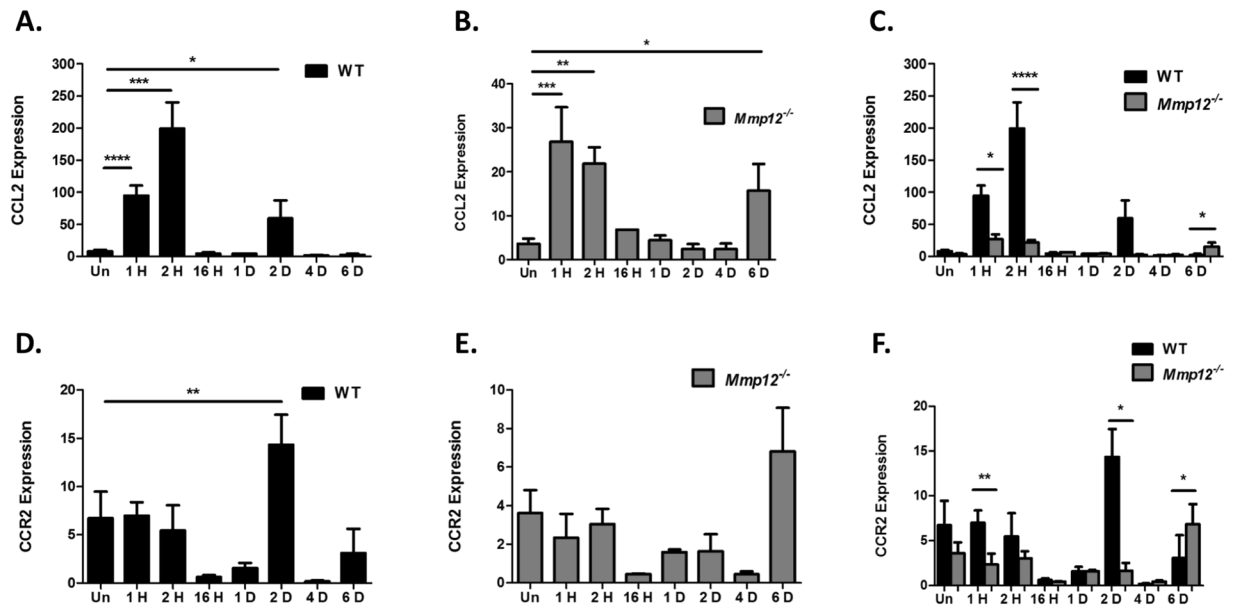 A.
CCL2 Expression
300
250
200
150
100
50
0
Un 1 H 2 H 16 H 1 D 2 D 4 D 6 D
****
***
*
WT
B.
CCL2 Expression
40
30
20
10
0
Un 1 H 2 H 16 H 1 D 2 D 4 D 6 D
***
**
*
Mmp12-/-
C.
CCL2 Expression
300
250
200
150
100
50
0
Un 1 H 2 H 16 H 1 D 2 D 4 D 6 D
*
****
*
WT
Mmp12-/-
D.
CCR2 Expression
20
15
10
5
0
Un 1 H 2 H 16 H 1 D 2 D 4 D 6 D
**
WT
E.
CCR2 Expression
10
8
6
4
2
0
Un 1 H 2 H 16 H 1 D 2 D 4 D 6 D
Mmp12-/-
F.
CCR2 Expression
20
15
10
5
0
Un 1 H 2 H 16 H 1 D 2 D 4 D 6 D
**
*
*
WT
Mmp12-/-